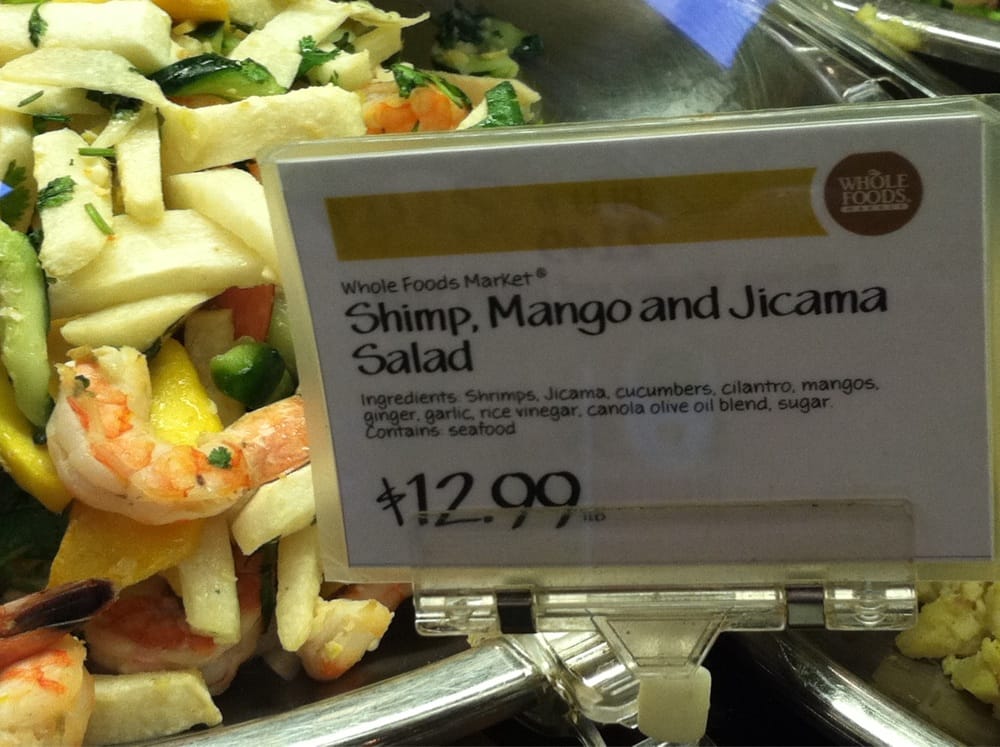 WHOLE
FOODS
MARKET
Whole Foods Market®
Shimp, Mango and Jicama
Salad
Ingredients: Shrimps, Jicama, cucumbers, cilantro, mangos,
ginger, garlic, rice vinegar, canola olive oil blend, sugar.
Contains: seafood
$12.99